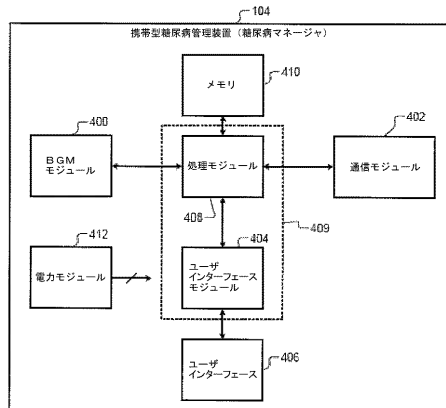 104
携帯型糖尿病管理装置（糖尿病マネージャ）
メモリ
410
400
BGM
モジュール
処理モジュール
408
402
通信モジュール
409
412
電力モジュール
404
ユーザ
インターフェース
モジュール
ユーザ
インターフェース
406